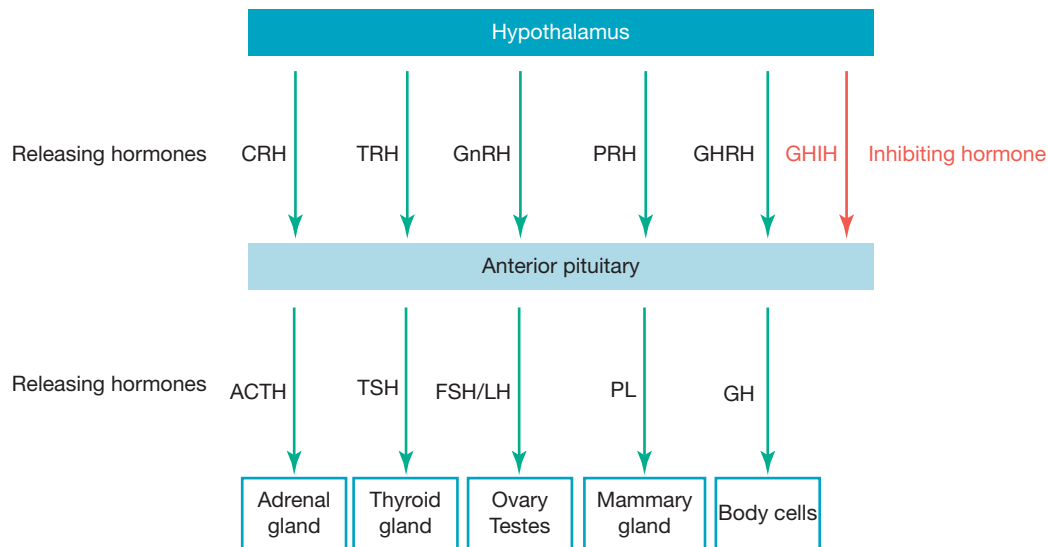 Hypothalamus
Releasing hormones CRH TRH GnRH PRH GHRH GHIH Inhibiting hormone
Anterior pituitary
Releasing hormones ACTH TSH FSH/LH PL GH
Adrenal gland
Thyroid gland
Ovary Testes
Mammary gland
Body cells